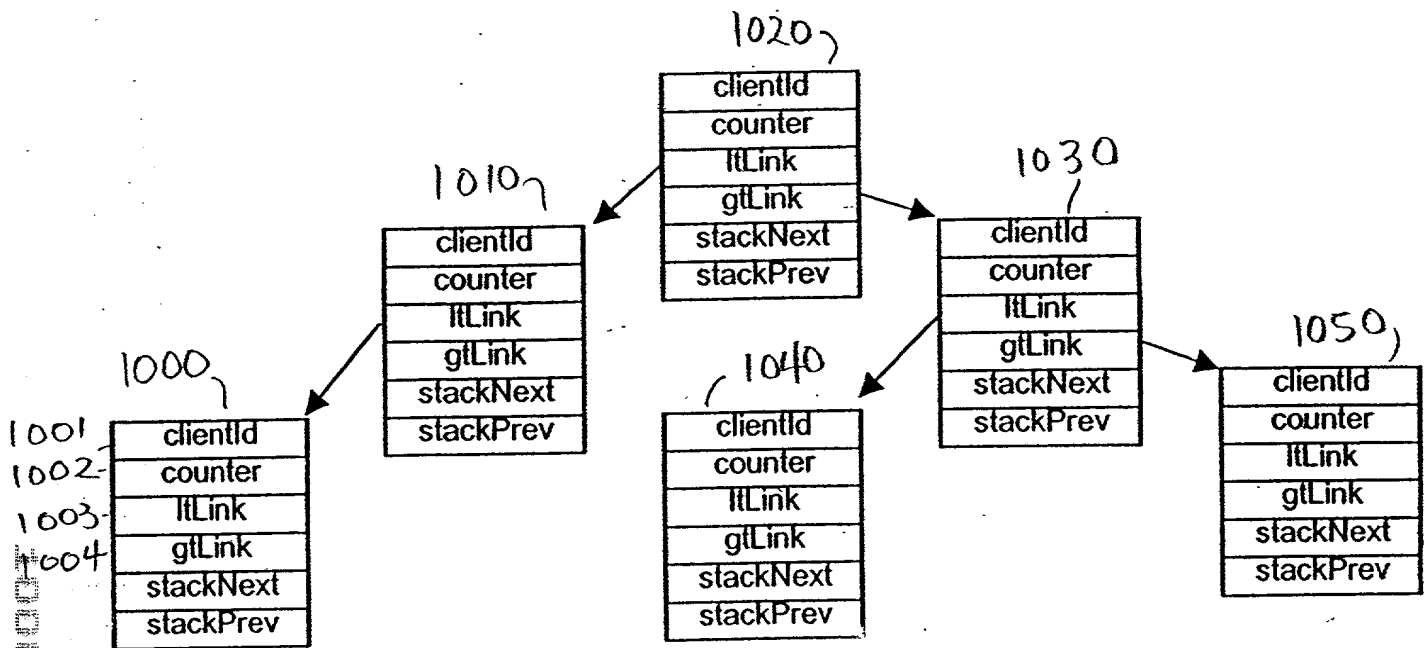 1020
clientId
counter
ltLink
gtLink
stackNext
stackPrev
1010
clientId
counter
ltLink
gtLink
stackNext
stackPrev
1030
clientId
counter
ltLink
gtLink
stackNext
stackPrev
1000
1001
clientId
1002
counter
1003
ltLink
1004
gtLink
stackNext
stackPrev
1040
clientId
counter
ltLink
gtLink
stackNext
stackPrev
1050
clientId
counter
ltLink
gtLink
stackNext
stackPrev